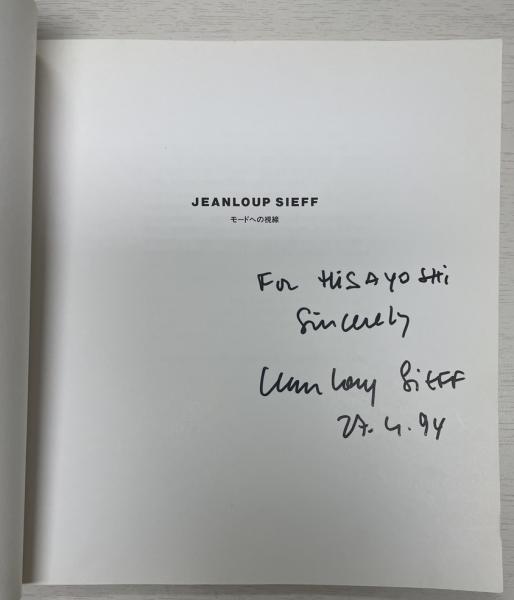 JEANLOUP SIEFF
モードへの視線
For HiSAYOSHi
Sincerely
Jeanloup SiEFF
27.4.94